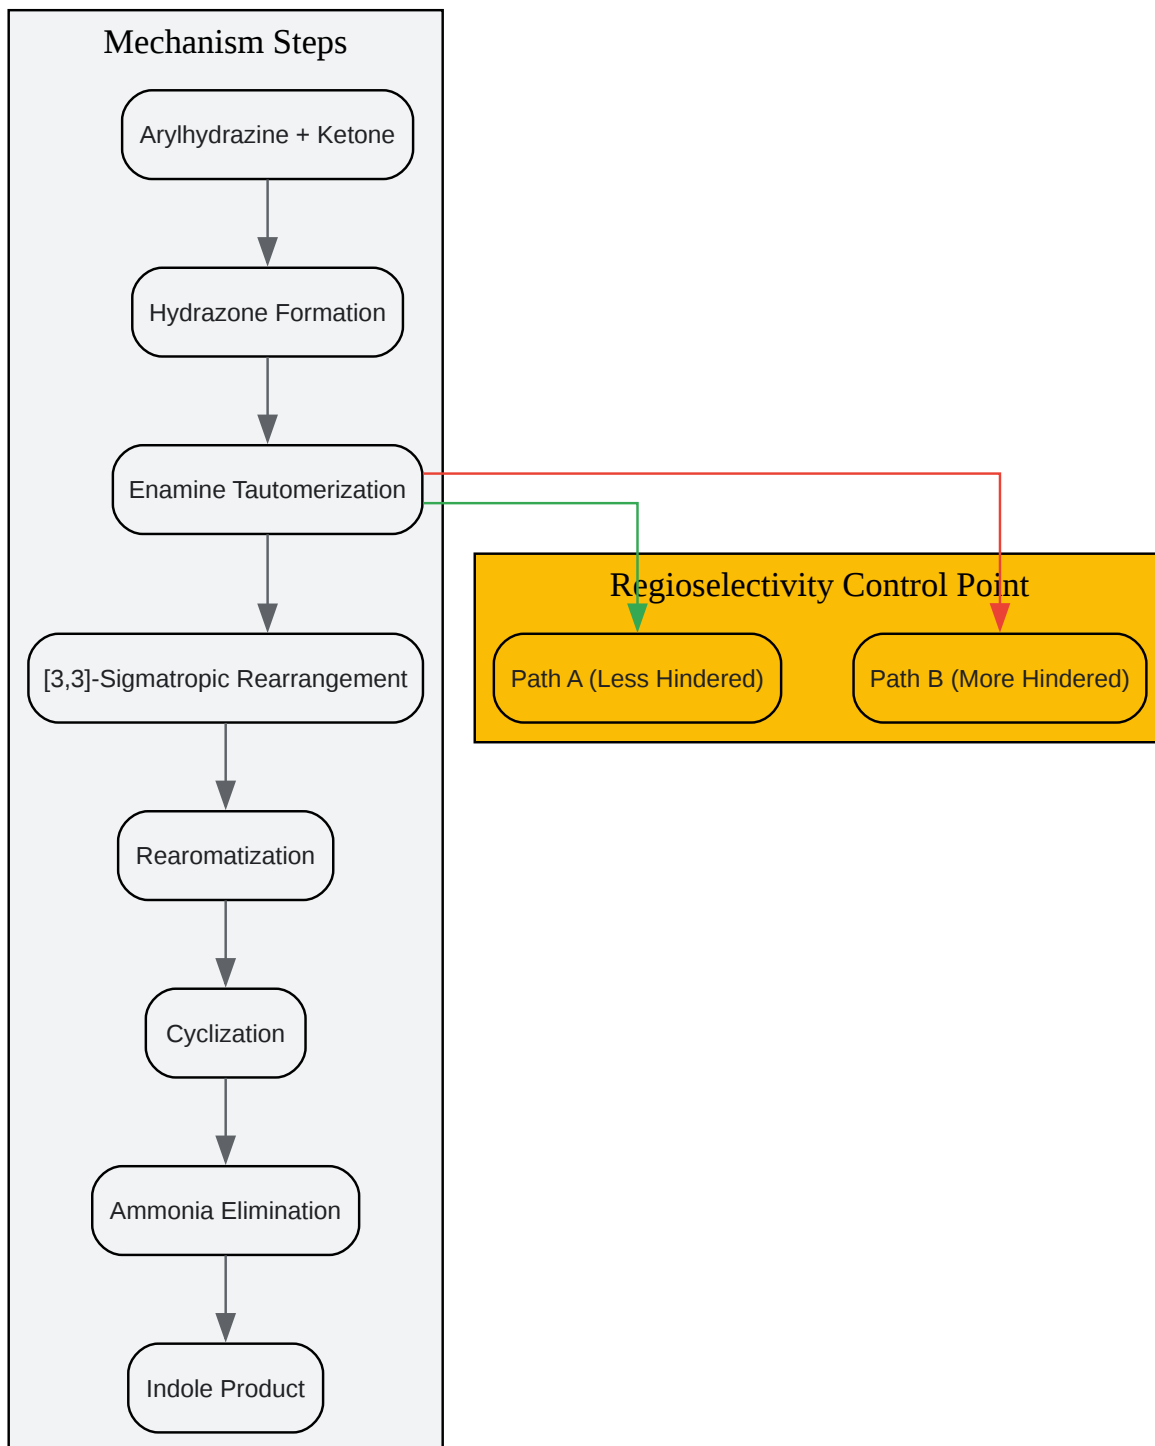 Mechanism Steps
Arylhydrazine + Ketone
Hydrazone Formation
Enamine Tautomerization
Regioselectivity Control Point
[3,3]-Sigmatropic Rearrangement
Path A (Less Hindered)
Path B (More Hindered)
Rearomatization
Cyclization
Ammonia Elimination
Indole Product